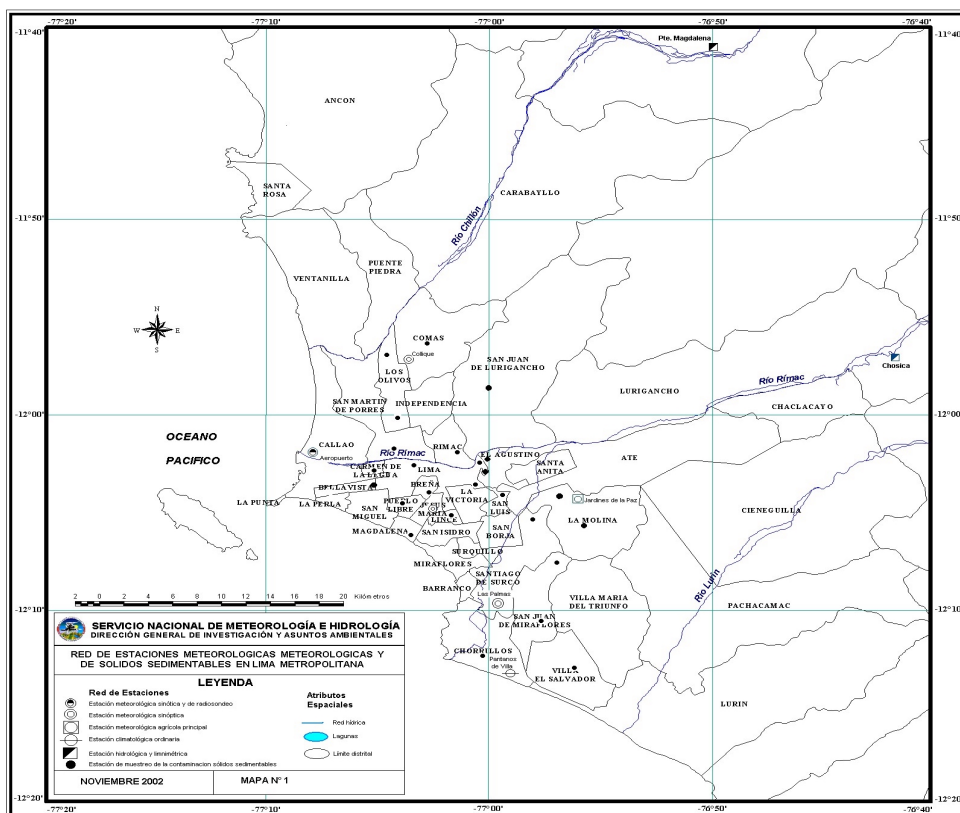 -77°20' -77°10' -77°00' -76°50' -76°40'
-11°40' -11°40'
Pte. Magdalena
ANCON
SANTA
ROSA
CARABAYLLO
-11°50' -11°50'
Río Chillón
PUENTE
PIEDRA
VENTANILLA
N
W E
S
COMAS
Collique
LOS
OLIVOS
SAN JUAN
DE LURIGANCHO
Chosica
Río Rímac
LURIGANCHO
SAN MARTIN
DE PORRES
INDEPENDENCIA
CHACLACAYO
-12°00' -12°00'
OCEANO
PACIFICO
CALLAO
Aeropuerto
Río Rímac
RIMAC
EL AGUSTINO
ATE
CARMEN DE
LA LEGUA
LIMA
SANTA
ANITA
BELLAVISTA
BREÑA
LA
VICTORIA
Jardines de la Paz
LA PUNTA
LA PERLA
SAN
MIGUEL
PUEBLO
LIBRE
JESUS
MARIA
LINCE
SAN
LUIS
CIENEGUILLA
LA MOLINA
MAGDALENA
SAN ISIDRO
SAN
BORJA
SURQUILLO
MIRAFLORES
SANTIAGO
DE SURCO
BARRANCO
Las Palmas
Río Lurín
VILLA MARIA
DEL TRIUNFO
PACHACAMAC
2 0 2 4 6 8 10 12 14 16 18 20 Kilómetros
-12°10' -12°10'
SAN JUAN
DE MIRAFLORES
CHORRILLOS
Pantanos
de Villa
VILLA
EL SALVADOR
LURIN
SERVICIO NACIONAL DE METEOROLOGÍA E HIDROLOGÍA
DIRECCIÓN GENERAL DE INVESTIGACIÓN Y ASUNTOS AMBIENTALES
RED DE ESTACIONES METEOROLOGICAS METEOROLOGICAS Y
DE SOLIDOS SEDIMENTABLES EN LIMA METROPOLITANA
LEYENDA
Red de Estaciones
Estación meteorológica sinótica y de radiosondeo
Estación meteorológica sinóptica
Estación meteorológica agrícola principal
Estación climatológica ordinaria
Estación hidrológica y limnimétrica
Estación de muestreo de la contaminacion sólidos sedimentables
Atributos
Espaciales
Red hídrica
Lagunas
Límite distrital
NOVIEMBRE 2002 MAPA Nº 1
-12°20' -12°20'
-77°20' -77°10' -77°00' -76°50' -76°40'